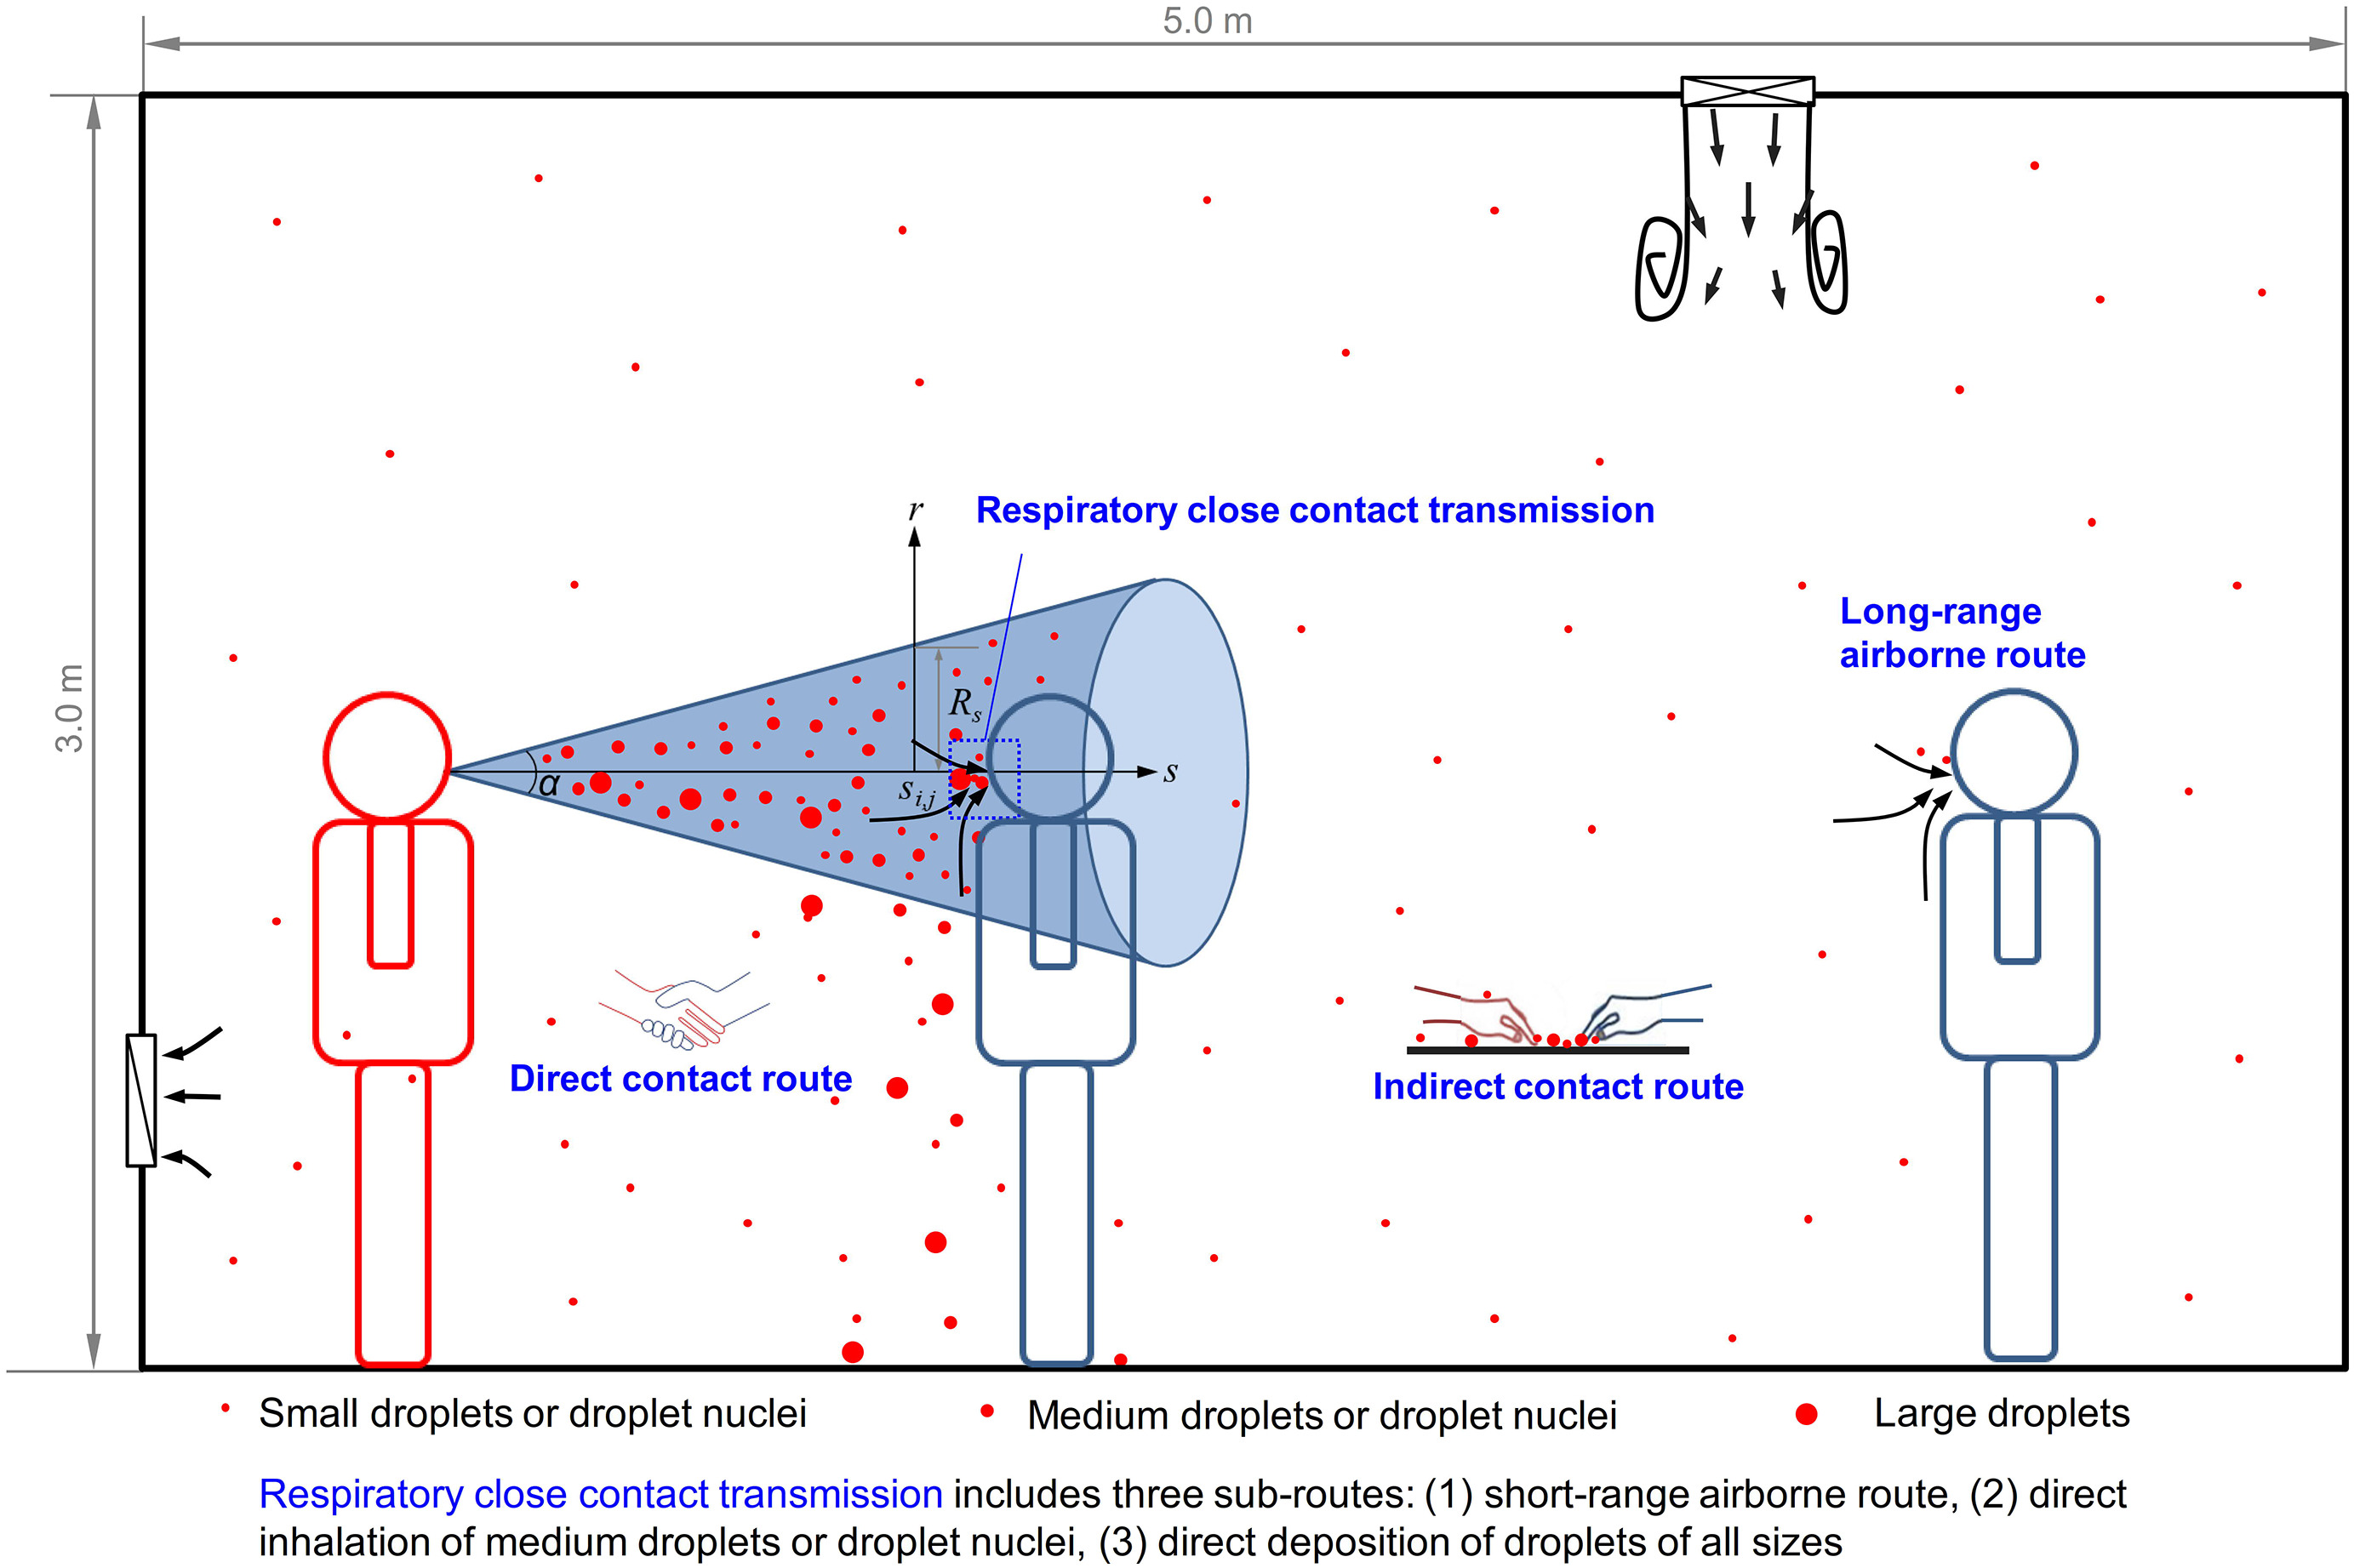 5.0 m
3.0 m
r
Respiratory close contact transmission
Long-range
airborne route
R_s
α
s_{i,j}
s
Direct contact route
Indirect contact route
Small droplets or droplet nuclei
Medium droplets or droplet nuclei
Large droplets
Respiratory close contact transmission includes three sub-routes: (1) short-range airborne route, (2) direct
inhalation of medium droplets or droplet nuclei, (3) direct deposition of droplets of all sizes